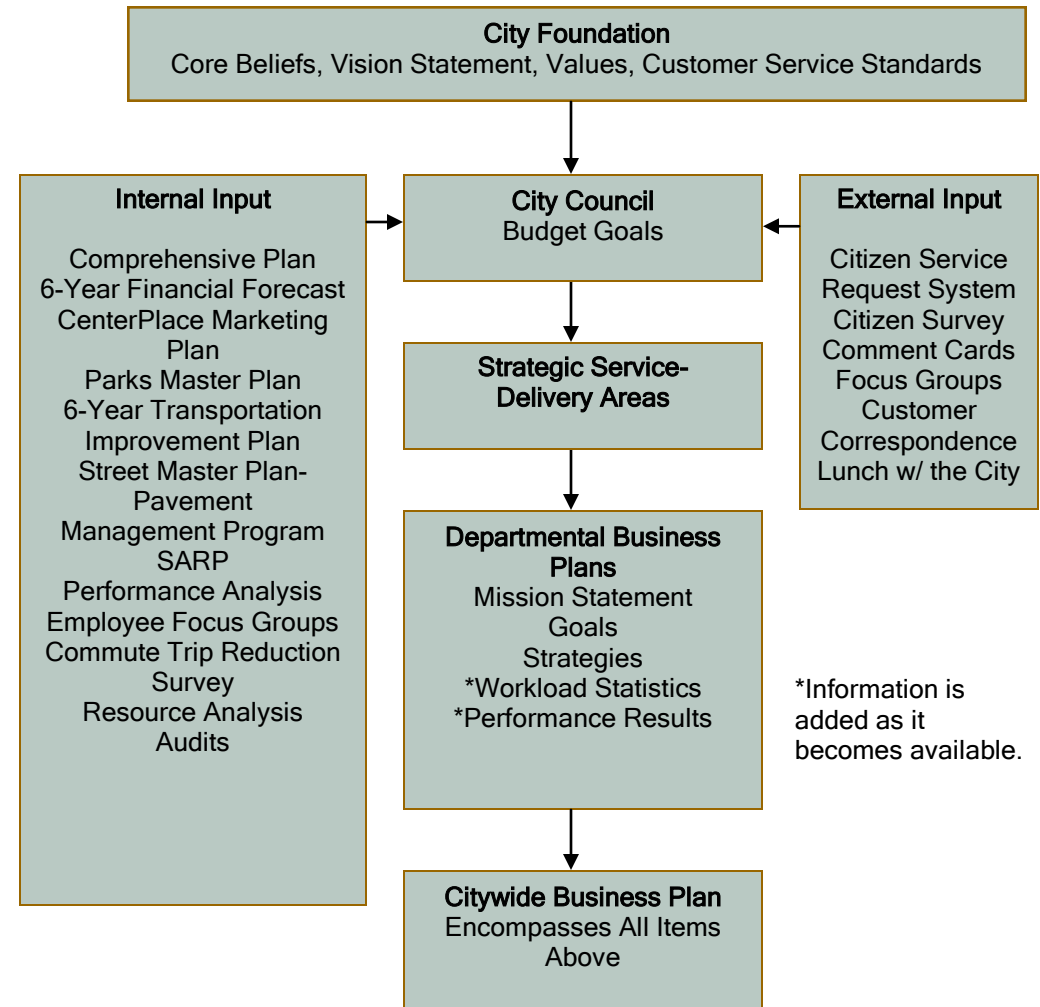 City Foundation
Core Beliefs, Vision Statement, Values, Customer Service Standards
Internal Input
Comprehensive Plan
6-Year Financial Forecast
CenterPlace Marketing
Plan
Parks Master Plan
6-Year Transportation
Improvement Plan
Street Master Plan-
Pavement
Management Program
SARP
Performance Analysis
Employee Focus Groups
Commute Trip Reduction
Survey
Resource Analysis
Audits
City Council
Budget Goals
External Input
Citizen Service
Request System
Citizen Survey
Comment Cards
Focus Groups
Customer
Correspondence
Lunch w/ the City
Strategic Service-
Delivery Areas
Departmental Business
Plans
Mission Statement
Goals
Strategies
*Workload Statistics
*Performance Results
*Information is
added as it
becomes available.
Citywide Business Plan
Encompasses All Items
Above